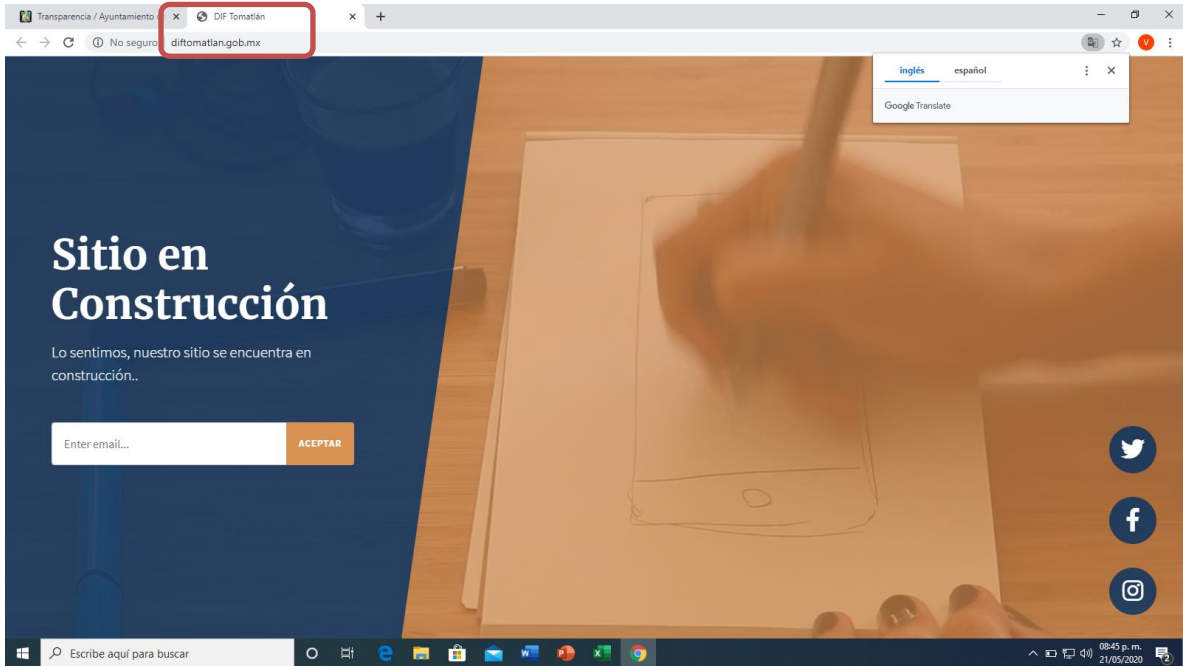 Transparencia / Ayuntamiento d
DIF Tomatlán
No seguro
diftomatlan.gob.mx
inglés español
Google Translate
Sitio en
Construcción
Lo sentimos, nuestro sitio se encuentra en
construcción..
Enter email...
ACEPTAR
Escribe aquí para buscar
08:45 p. m.
21/05/2020
2